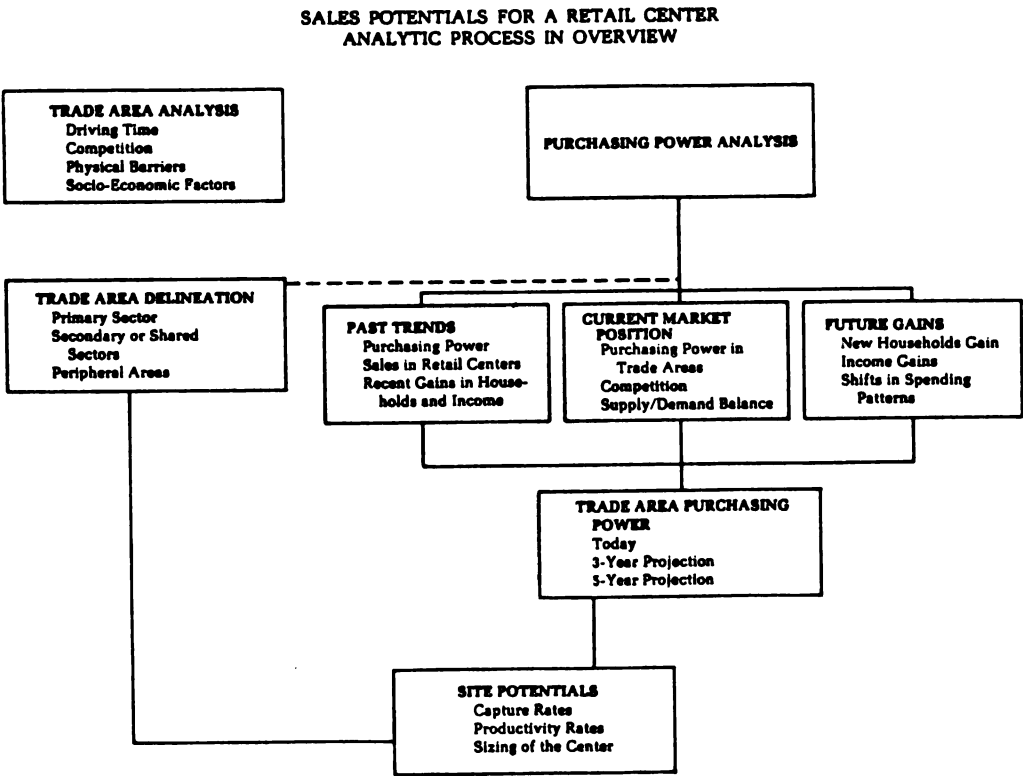 SALES POTENTIALS FOR A RETAIL CENTER
ANALYTIC PROCESS IN OVERVIEW
TRADE AREA ANALYSIS
Driving Time
Competition
Physical Barriers
Socio-Economic Factors
PURCHASING POWER ANALYSIS
TRADE AREA DELINEATION
Primary Sector
Secondary or Shared
Sectors
Peripheral Areas
PAST TRENDS
Purchasing Power
Sales in Retail Centers
Recent Gains in House-
holds and Income
CURRENT MARKET
POSITION
Purchasing Power in
Trade Areas
Competition
Supply/Demand Balance
FUTURE GAINS
New Households Gain
Income Gains
Shifts in Spending
Patterns
TRADE AREA PURCHASING
POWER
Today
3-Year Projection
5-Year Projection
SITE POTENTIALS
Capture Rates
Productivity Rates
Sizing of the Center